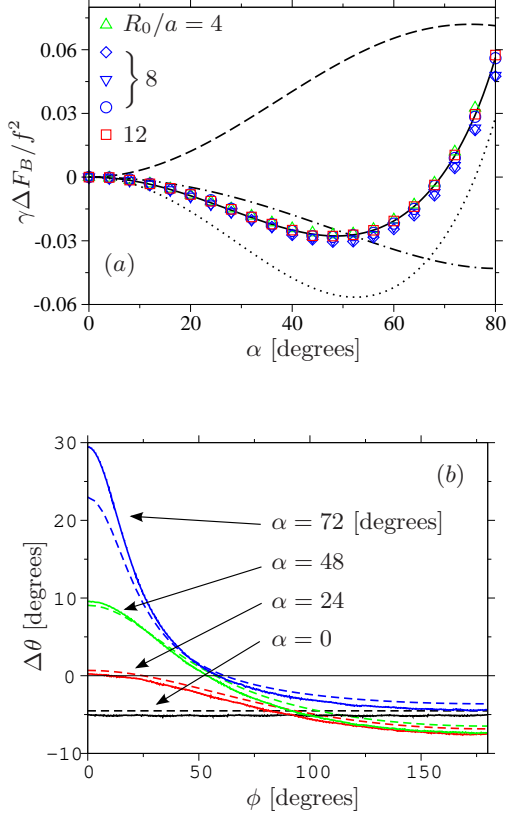 0.06
0.03
0
-0.03
-0.06
γΔF_B/f²
R₀/a = 4
8
12
(a)
0 20 40 60 80
α [degrees]
30
20
10
0
−10
Δθ [degrees]
(b)
α = 72 [degrees]
α = 48
α = 24
α = 0
0 50 100 150
ϕ [degrees]